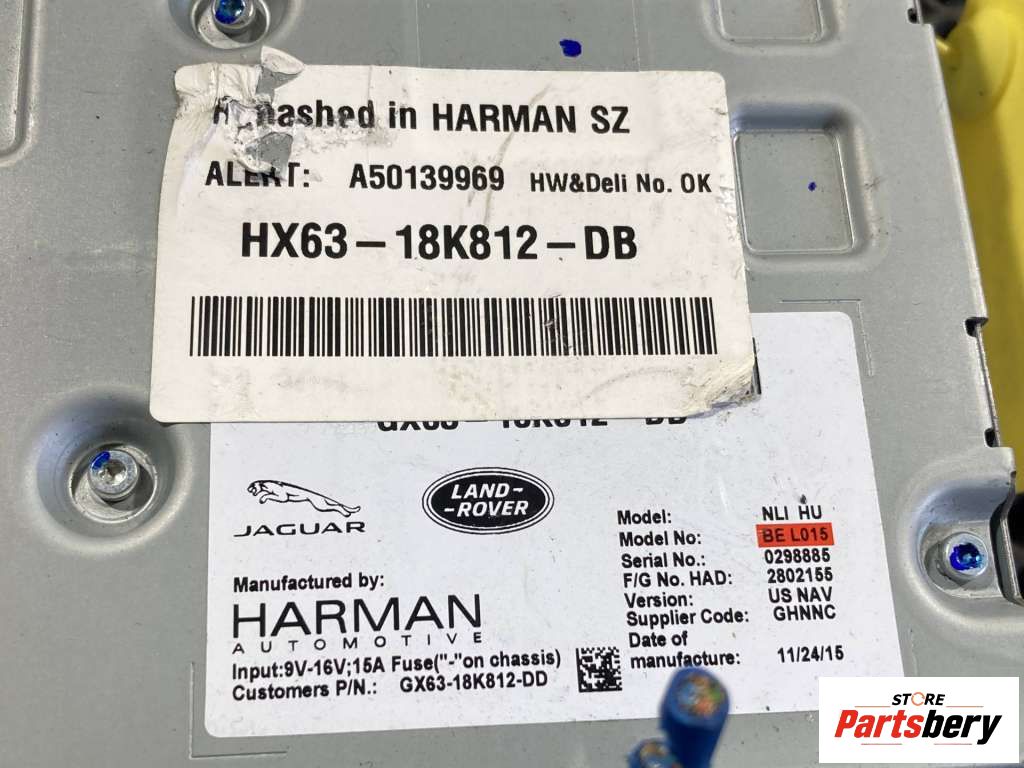 in HARMAN SZ
ALERT: A50139969 HW&Deli No. OK
HX63-18K812-DB
JAGUAR
LAND-
-ROVER
Manufactured by:
HARMAN
AUTOMOTIVE
Input:9V-16V;15A Fuse("-"on chassis)
Customers P/N.: GX63-18K812-DD
Model: NLI HU
Model No: BE L015
Serial No.: 0298885
F/G No. HAD: 2802155
Version: US NAV
Supplier Code: GHNNC
Date of
manufacture: 11/24/15
STORE
Partsbery